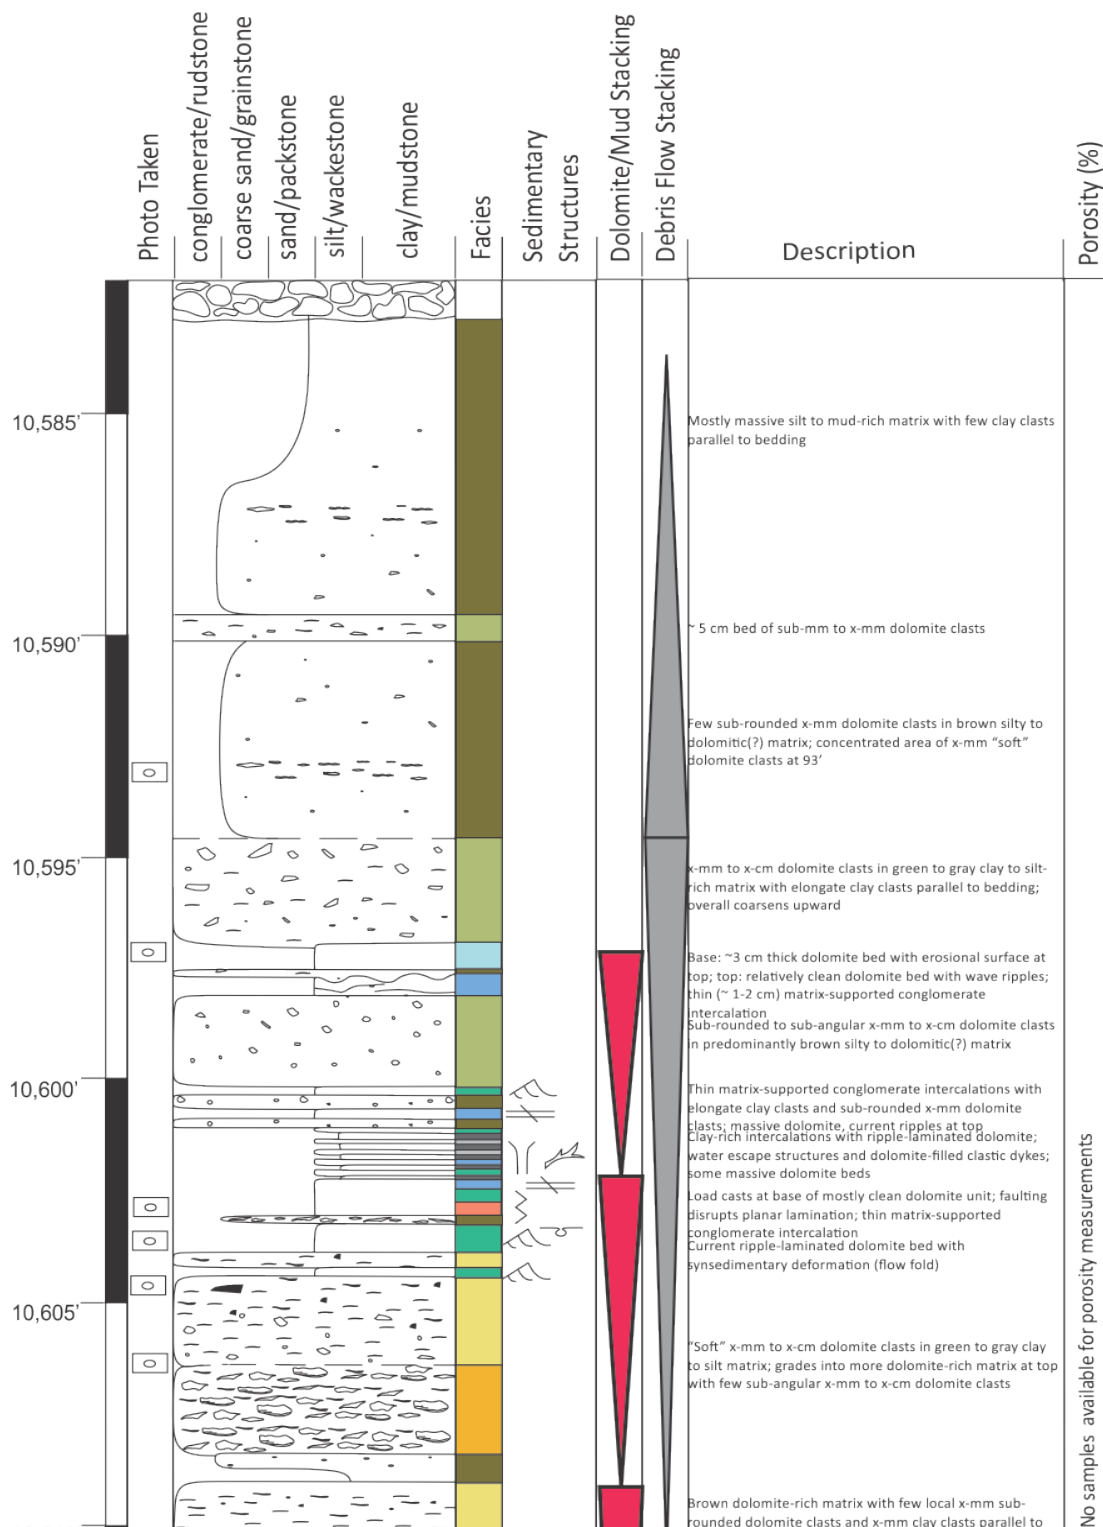 Photo Taken
conglomerate/rudstone
coarse sand/grainstone
sand/packstone
silt/wackestone
clay/mudstone
Facies
Sedimentary
Structures
Dolomite/Mud Stacking
Debris Flow Stacking
Description
Porosity (%)
10,585'
Mostly massive silt to mud-rich matrix with few clay clasts
parallel to bedding
10,590'
~ 5 cm bed of sub-mm to x-mm dolomite clasts
Few sub-rounded x-mm dolomite clasts in brown silty to
dolomitic(?) matrix; concentrated area of x-mm “soft”
dolomite clasts at 93’
10,595'
x-mm to x-cm dolomite clasts in green to gray clay to silt-
rich matrix with elongate clay clasts parallel to bedding;
overall coarsens upward
Base: ~3 cm thick dolomite bed with erosional surface at
top; top: relatively clean dolomite bed with wave ripples;
thin (~ 1-2 cm) matrix-supported conglomerate
intercalation
Sub-rounded to sub-angular x-mm to x-cm dolomite clasts
in predominantly brown silty to dolomitic(?) matrix
10,600'
Thin matrix-supported conglomerate intercalations with
elongate clay clasts and sub-rounded x-mm dolomite
clasts; massive dolomite, current ripples at top
Clay-rich intercalations with ripple-laminated dolomite;
water escape structures and dolomite-filled clastic dykes;
some massive dolomite beds
Load casts at base of mostly clean dolomite unit; faulting
disrupts planar lamination; thin matrix-supported
conglomerate intercalation
Current ripple-laminated dolomite bed with
synsedimentary deformation (flow fold)
10,605'
“Soft” x-mm to x-cm dolomite clasts in green to gray clay
to silt matrix; grades into more dolomite-rich matrix at top
with few sub-angular x-mm to x-cm dolomite clasts
Brown dolomite-rich matrix with few local x-mm sub-
rounded dolomite clasts and x-mm clay clasts parallel to
No samples available for porosity measurements